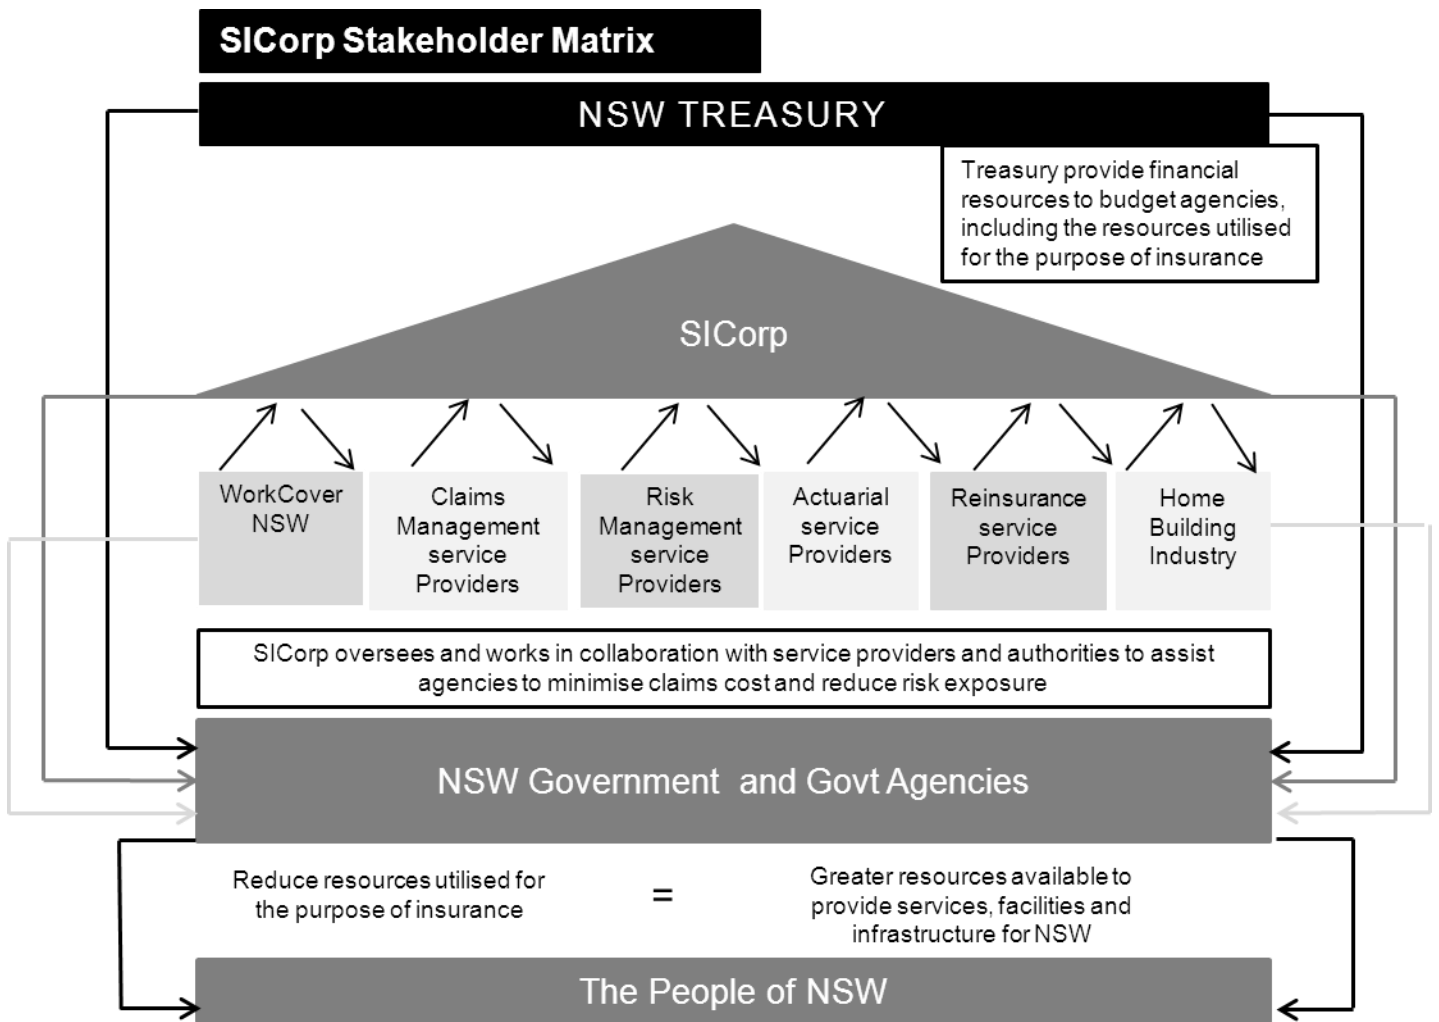 SICorp Stakeholder Matrix
NSW TREASURY
Treasury provide financial
resources to budget agencies,
including the resources utilised
for the purpose of insurance
SICorp
WorkCover
NSW
Claims
Management
service
Providers
Risk
Management
service
Providers
Actuarial
service
Providers
Reinsurance
service
Providers
Home
Building
Industry
SICorp oversees and works in collaboration with service providers and authorities to assist
agencies to minimise claims cost and reduce risk exposure
NSW Government and Govt Agencies
Reduce resources utilised for
the purpose of insurance
=
Greater resources available to
provide services, facilities and
infrastructure for NSW
The People of NSW